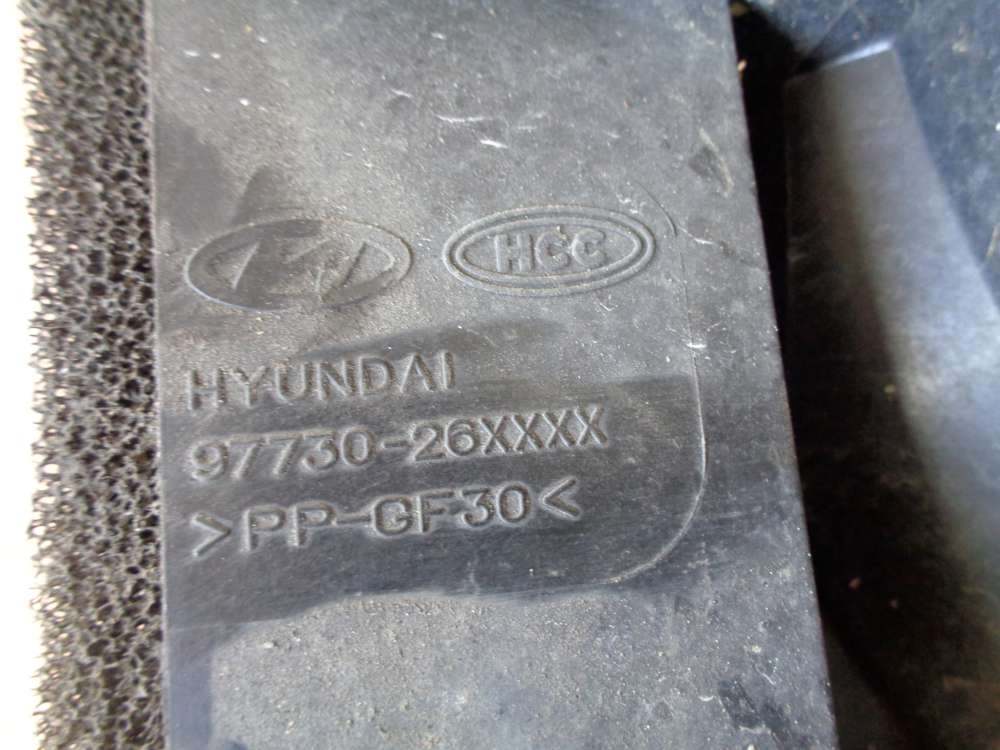 HCC
HYUNDAI
97730-26XXXX
>PP-GF30<